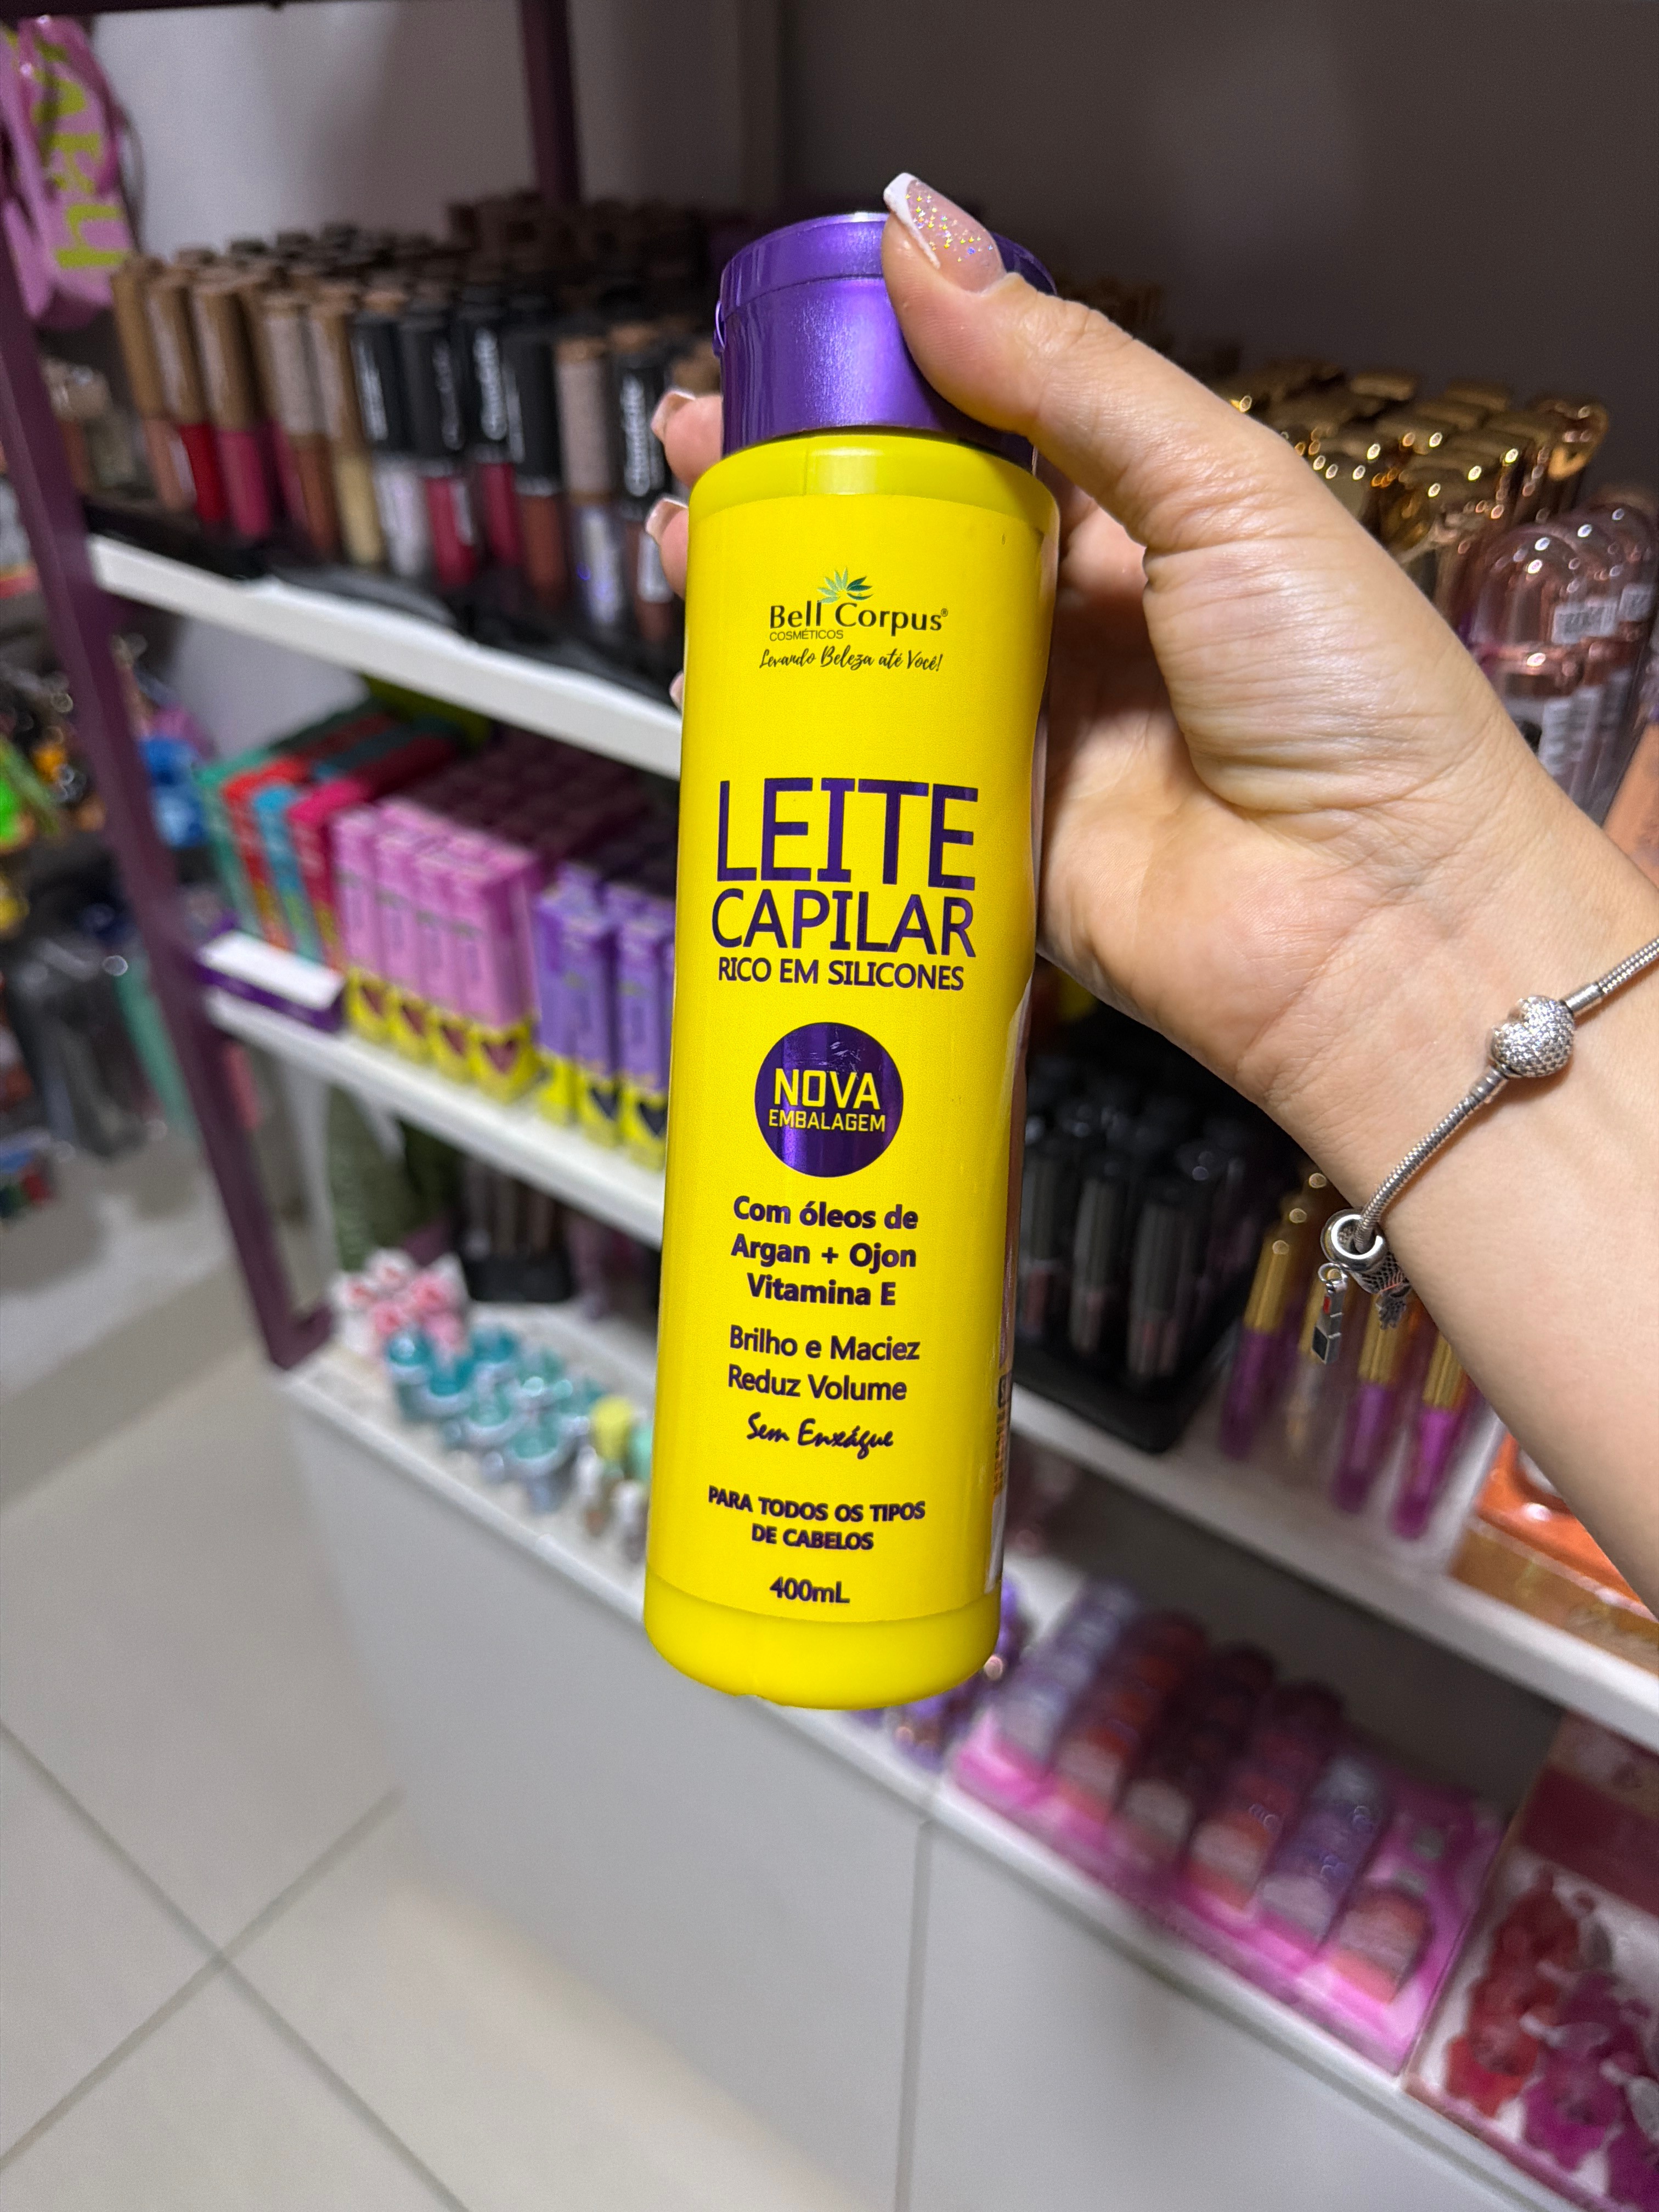 Bell Corpus®
COSMÉTICOS
Levando Beleza até Você!
LEITE
CAPILAR
RICO EM SILICONES
NOVA
EMBALAGEM
Com óleos de
Argan + Ojon
Vitamina E
Brilho e Maciez
Reduz Volume
Sem Enxágue
PARA TODOS OS TIPOS
DE CABELOS
400mL